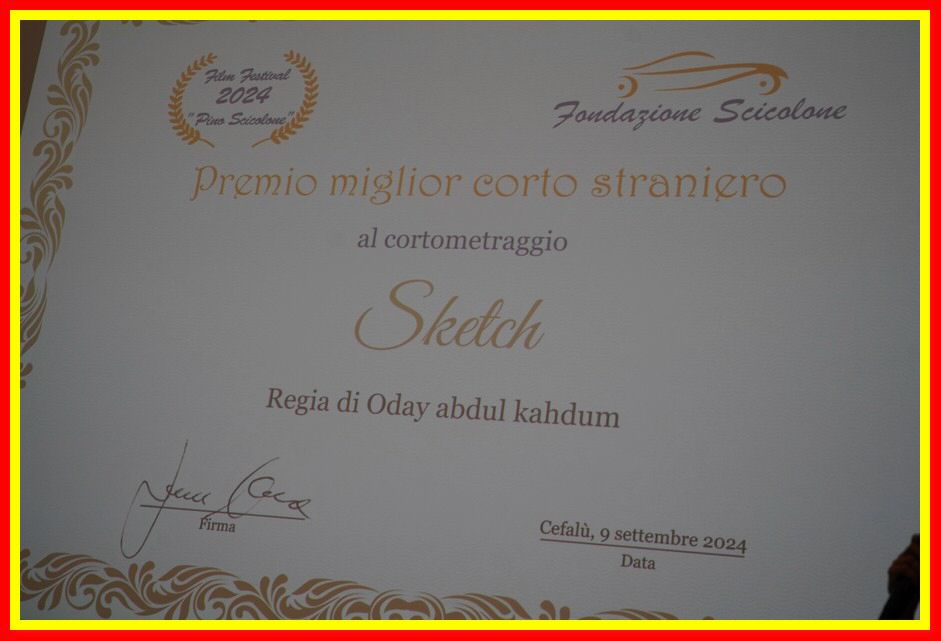 Film Festival
2024
"Pino Scicolone"
Fondazione Scicolone
Premio miglior corto straniero
al cortometraggio
Sketch
Regia di Oday abdul kahdum
Firma
Cefalù, 9 settembre 2024
Data